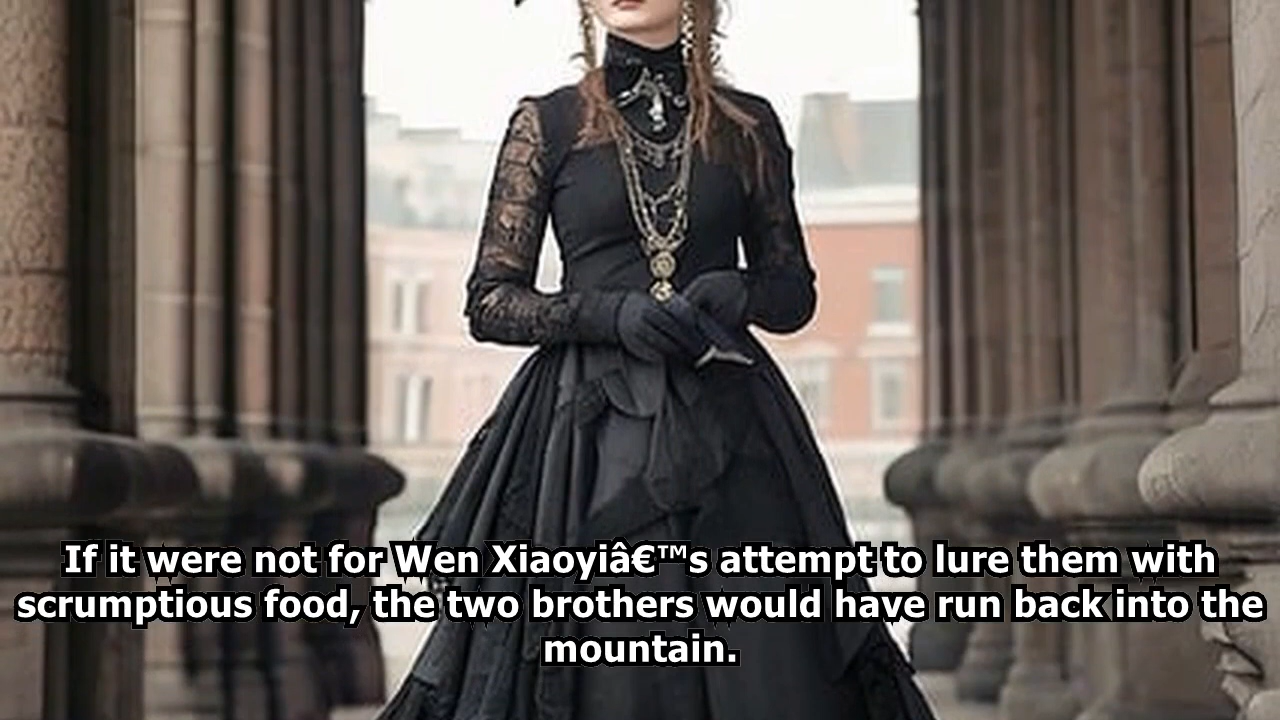 If it were not for Wen Xiaoyiâ€™s attempt to lure them with
scrumptious food, the two brothers would have run back into the
mountain.